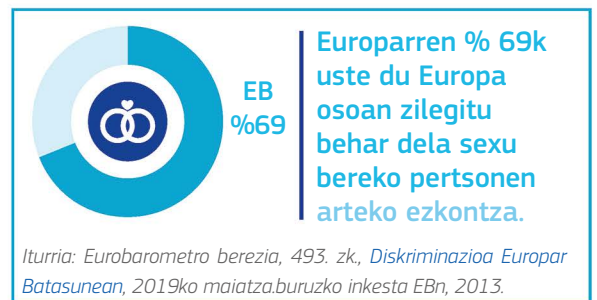 EB
%69
Europarren % 69k
uste du Europa
osoan zilegitu
behar dela sexu
bereko pertsonen
arteko ezkontza.
Iturria: Eurobarometro berezia, 493. zk., Diskriminazioa Europar
Batasunean, 2019ko maiatza.buruzko inkesta EBn, 2013.